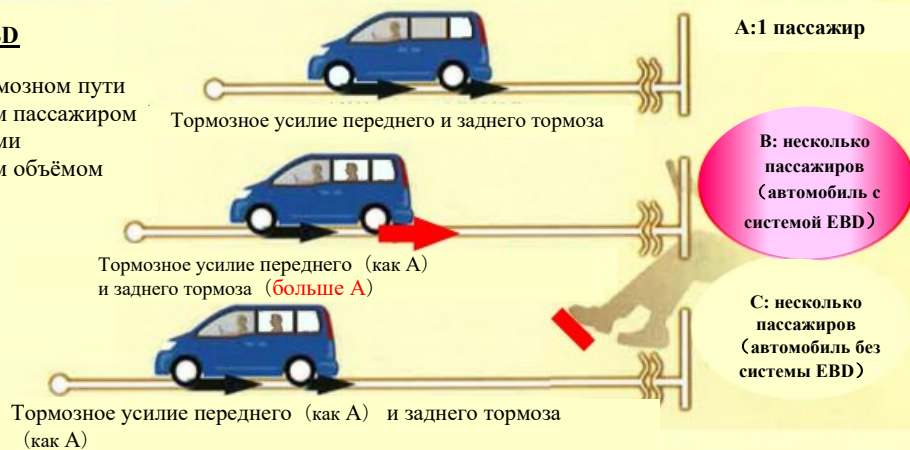 BD
А:1 пассажир
мозном пути
м пассажиром
ми
м объёмом
Тормозное усилие переднего и заднего тормоза
В: несколько
пассажиров
（автомобиль с
системой EBD）
Тормозное усилие переднего（как А）
и заднего тормоза（больше А）
С: несколько
пассажиров
（автомобиль без
системы EBD）
Тормозное усилие переднего（как А） и заднего тормоза
（как А）